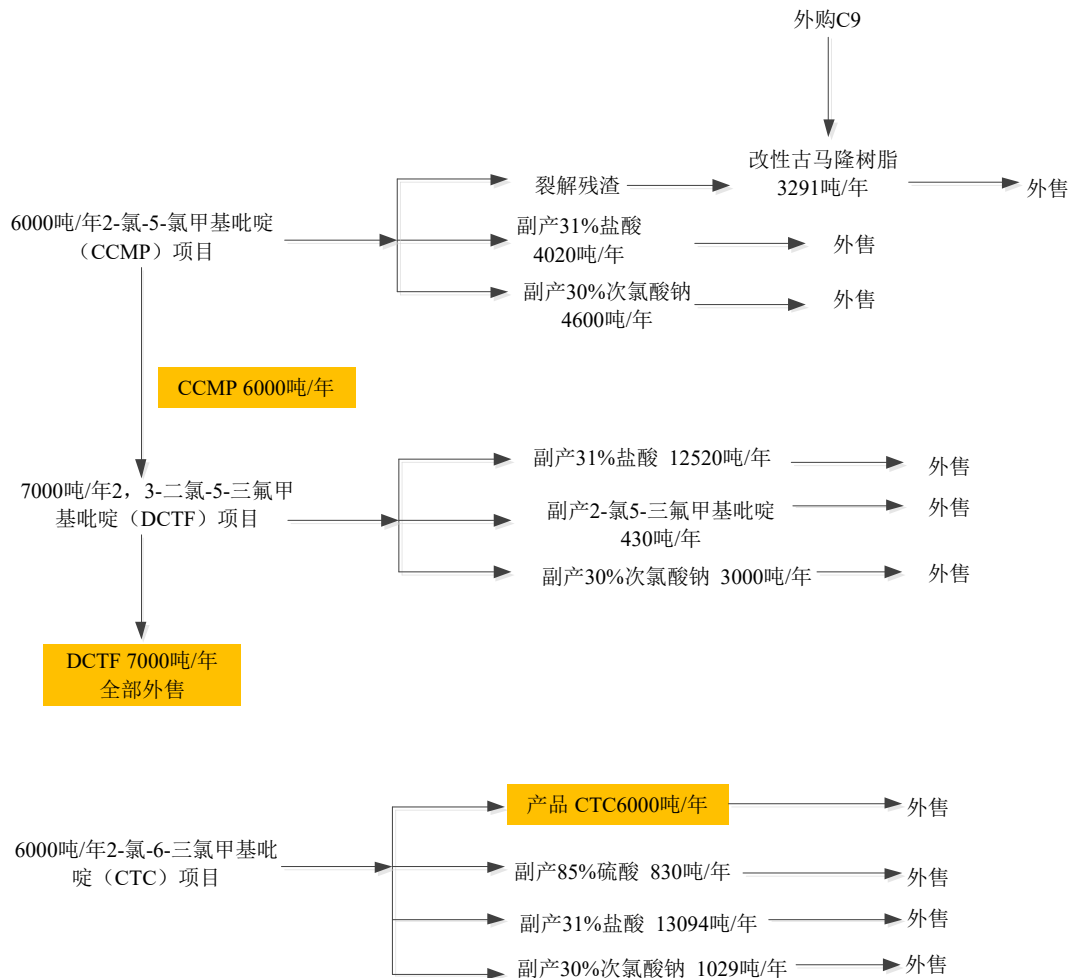 外购C9
改性古马隆树脂
3291吨/年
外售
裂解残渣
6000吨/年2-氯-5-氯甲基吡啶
（CCMP）项目
副产31%盐酸
4020吨/年
外售
副产30%次氯酸钠
4600吨/年
外售
CCMP 6000吨/年
7000吨/年2，3-二氯-5-三氟甲
基吡啶（DCTF）项目
副产31%盐酸 12520吨/年
外售
副产2-氯5-三氟甲基吡啶
430吨/年
外售
副产30%次氯酸钠 3000吨/年
外售
DCTF 7000吨/年
全部外售
6000吨/年2-氯-6-三氯甲基吡
啶（CTC）项目
产品 CTC6000吨/年
外售
副产85%硫酸 830吨/年
外售
副产31%盐酸 13094吨/年
外售
副产30%次氯酸钠 1029吨/年
外售